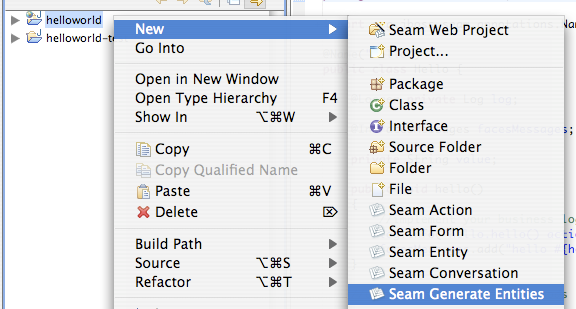 helloworld
helloworld-te
New
Go Into
Open in New Window
Open Type Hierarchy F4
Show In ⌥⌘W
Copy ⌘C
Copy Qualified Name
Paste ⌘V
Delete ⌦
Build Path
Source ⌥⌘S
Refactor ⌥⌘T
Seam Web Project
Project...
Package
Class
Interface
Source Folder
Folder
File
Seam Action
Seam Form
Seam Entity
Seam Conversation
Seam Generate Entities